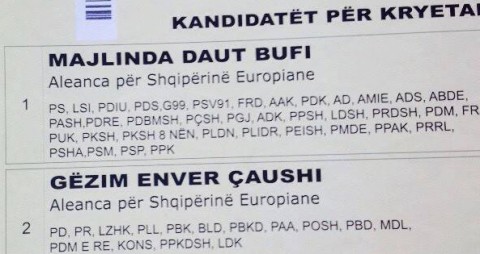 KANDIDATËT PËR KRYETA
MAJLINDA DAUT BUFI
Aleanca për Shqipërinë Europiane
1
PS, LSI, PDIU, PDS,G99, PSV91, FRD, AAK, PDK, AD, AMIE, ADS, ABDE,
PASH,PDRE, PDBMSH, PÇSH, PGJ, ADK, PPSH, LDSH, PRDSH, PDM, FR
PUK, PKSH, PKSH 8 NËN, PLDN, PLIDR, PEISH, PMDE, PPAK, PRRL,
PSHA,PSM, PSP, PPK
GËZIM ENVER ÇAUSHI
Aleanca për Shqipërinë Europiane
2
PD, PR, LZHK, PLL, PBK, BLD, PBKD, PAA, POSH, PBD, MDL,
PDM E RE, KONS, PPKDSH, LDK